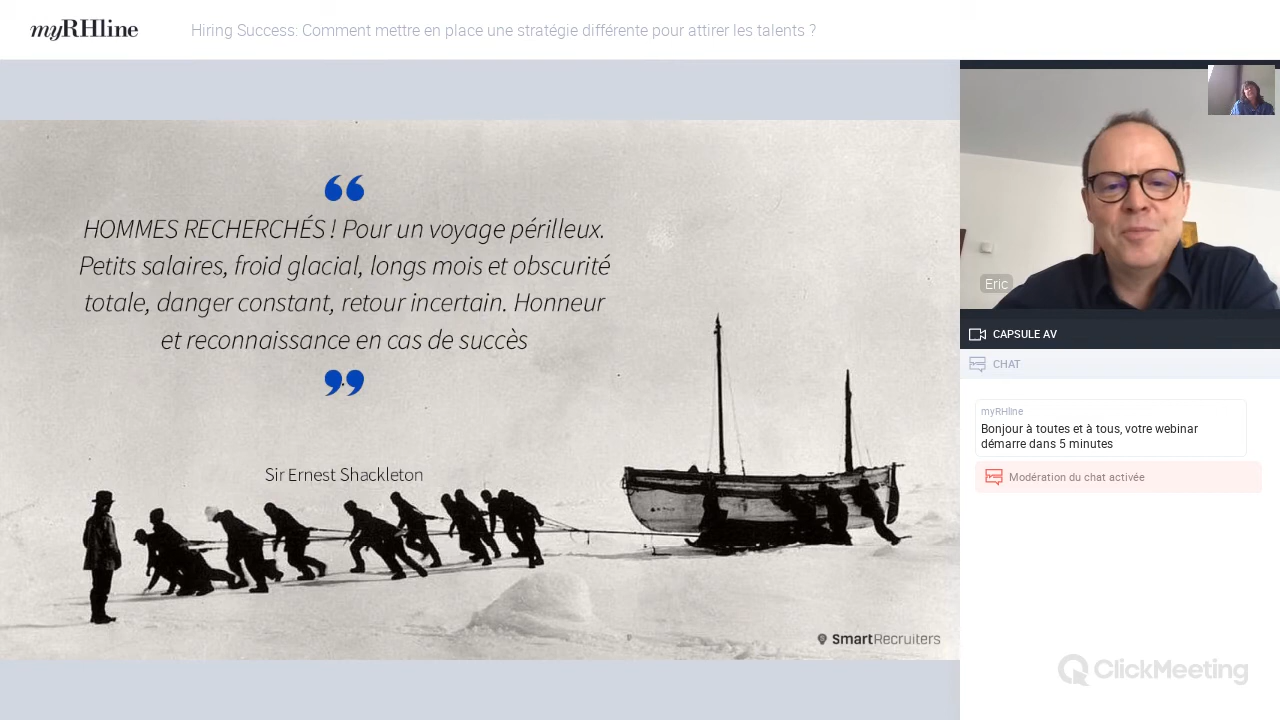 myRHline
Hiring Success: Comment mettre en place une stratégie différente pour attirer les talents ?
“
HOMMES RECHERCHÉS ! Pour un voyage périlleux.
Petits salaires, froid glacial, longs mois et obscurité
totale, danger constant, retour incertain. Honneur
et reconnaissance en cas de succès
”
Sir Ernest Shackleton
SmartRecruiters
Eric
CAPSULE AV
CHAT
myRHline
Bonjour à toutes et à tous, votre webinar
démarre dans 5 minutes
Modération du chat activée
ClickMeeting